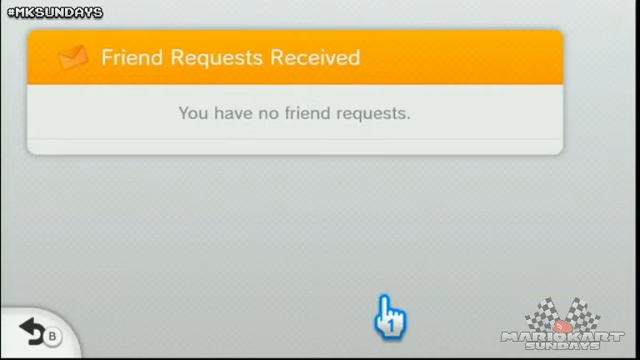 #MKSUNDAYS
Friend Requests Received
You have no friend requests.
1
B
MARIOKART
SUNDAYS